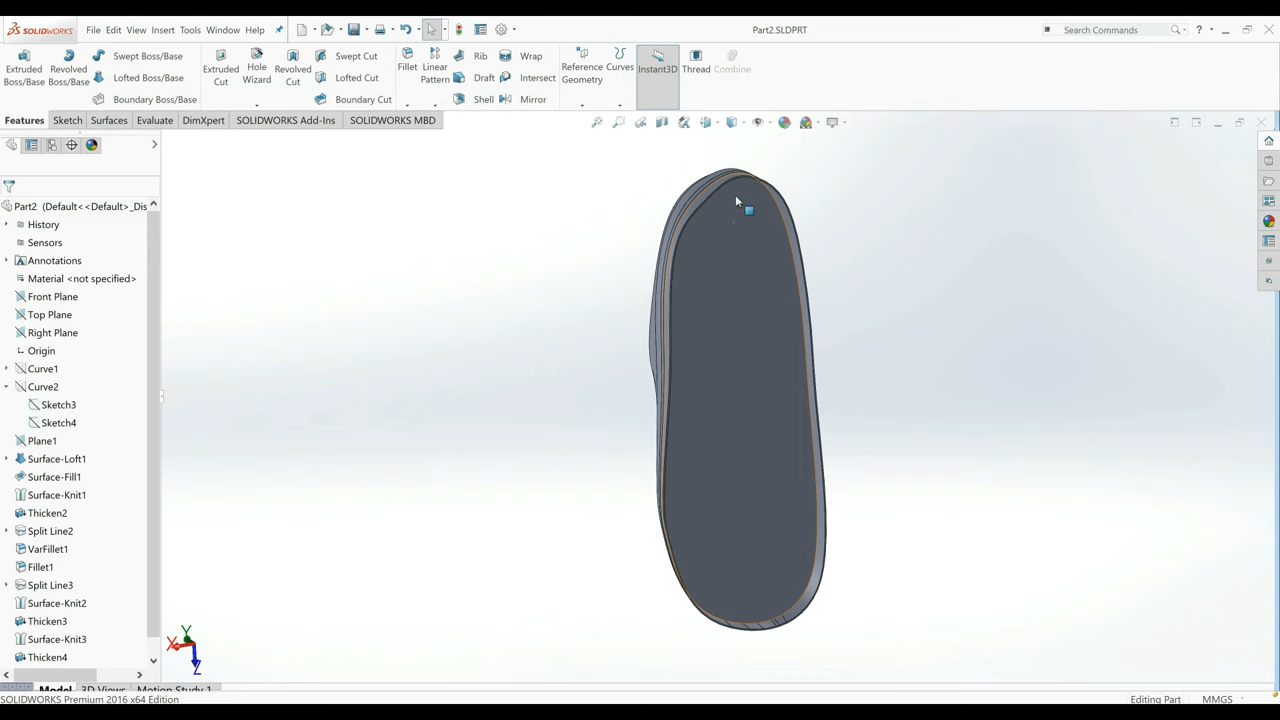 SOLIDWORKS File Edit View Insert Tools Window Help Part2.SLDPRT Search Commands
Extruded Boss/Base
Revolved Boss/Base
Swept Boss/Base
Lofted Boss/Base
Boundary Boss/Base
Extruded Cut
Hole Wizard
Revolved Cut
Swept Cut
Lofted Cut
Boundary Cut
Fillet
Linear Pattern
Rib
Draft
Shell
Wrap
Intersect
Mirror
Reference Geometry
Curves
Instant3D
Thread
Combine
Features Sketch Surfaces Evaluate DimXpert SOLIDWORKS Add-Ins SOLIDWORKS MBD
Part2 (Default<<Default>_Dis
History
Sensors
Annotations
Material <not specified>
Front Plane
Top Plane
Right Plane
Origin
Curve1
Curve2
Sketch3
Sketch4
Plane1
Surface-Loft1
Surface-Fill1
Surface-Knit1
Thicken2
Split Line2
VarFillet1
Fillet1
Split Line3
Surface-Knit2
Thicken3
Surface-Knit3
Thicken4
Y
X
Z
Model 3D Views Motion Study 1
SOLIDWORKS Premium 2016 x64 Edition Editing Part MMGS